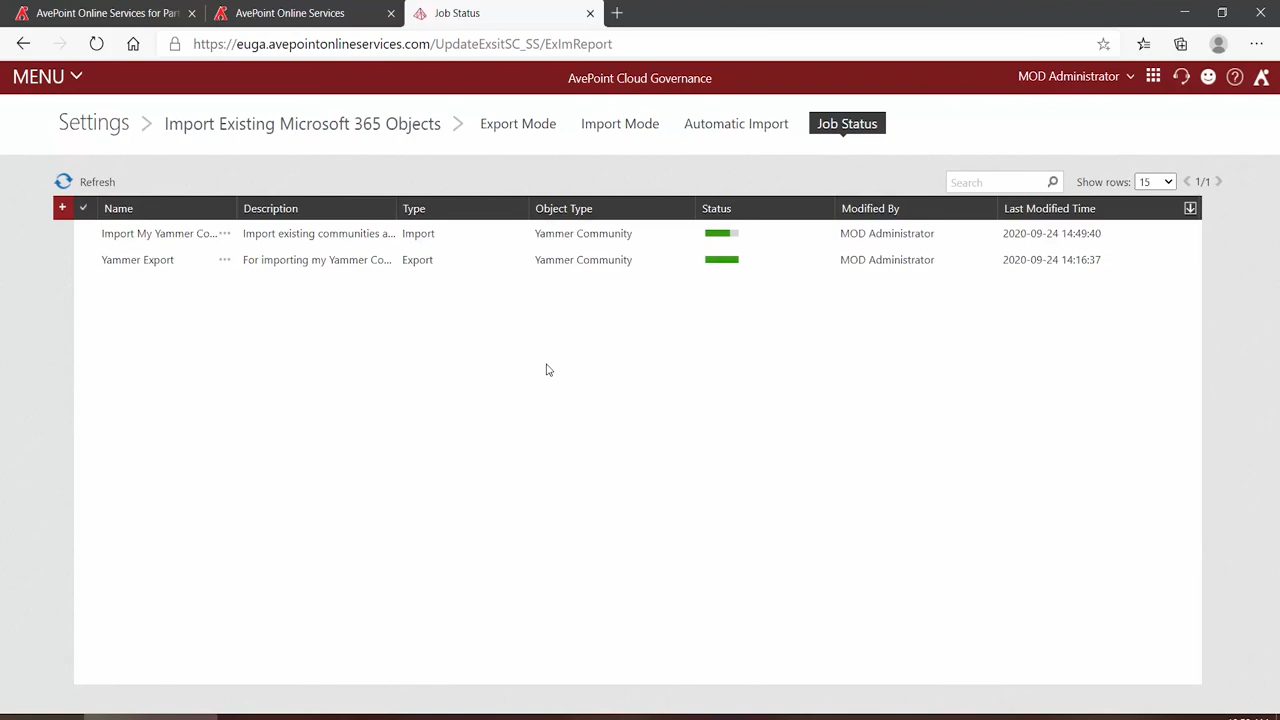 AvePoint Online Services for Par
AvePoint Online Services
Job Status
https://euga.avepointonlineservices.com/UpdateExsitSC_SS/ExImReport
MENU
AvePoint Cloud Governance
MOD Administrator
Settings
Import Existing Microsoft 365 Objects
Export Mode
Import Mode
Automatic Import
Job Status
Refresh
Search
Show rows: 15
1/1
Name Description Type Object Type Status Modified By Last Modified Time
Import My Yammer Co... Import existing communities a... Import Yammer Community MOD Administrator 2020-09-24 14:49:40
Yammer Export For importing my Yammer Co... Export Yammer Community MOD Administrator 2020-09-24 14:16:37